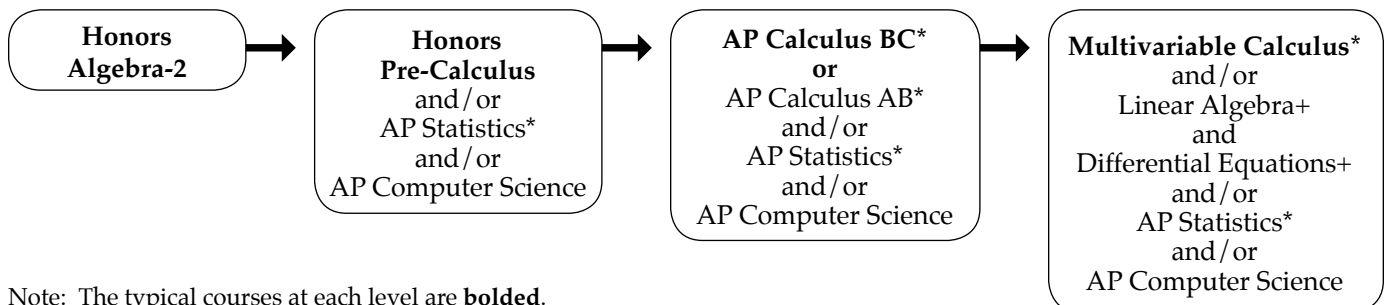 Honors
Algebra-2
Honors
Pre-Calculus
and/or
AP Statistics*
and/or
AP Computer Science
AP Calculus BC*
or
AP Calculus AB*
and/or
AP Statistics*
and/or
AP Computer Science
Multivariable Calculus*
and/or
Linear Algebra+
and
Differential Equations+
and/or
AP Statistics*
and/or
AP Computer Science
Note: The typical courses at each level are bolded.